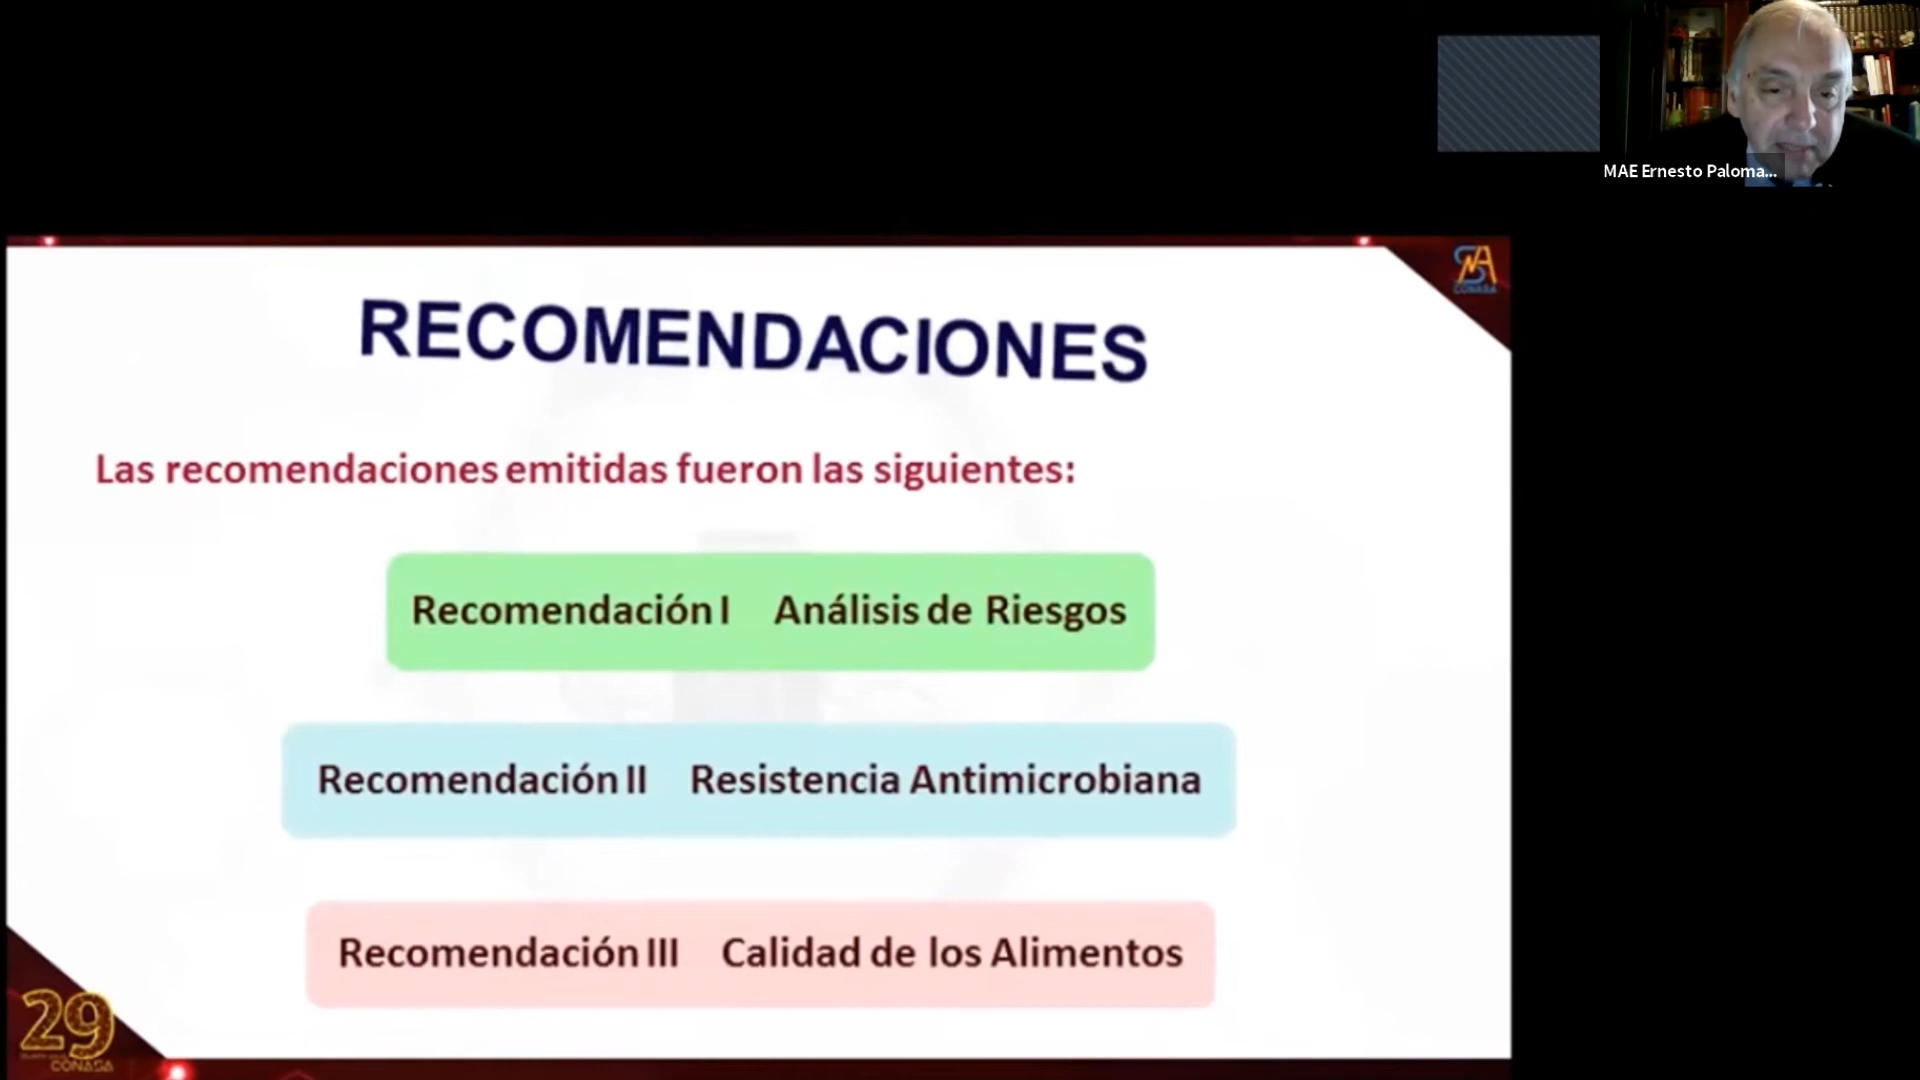 MAE Ernesto Paloma...
CONASA
RECOMENDACIONES
Las recomendaciones emitidas fueron las siguientes:
Recomendación I Análisis de Riesgos
Recomendación II Resistencia Antimicrobiana
Recomendación III Calidad de los Alimentos
29
CONASA